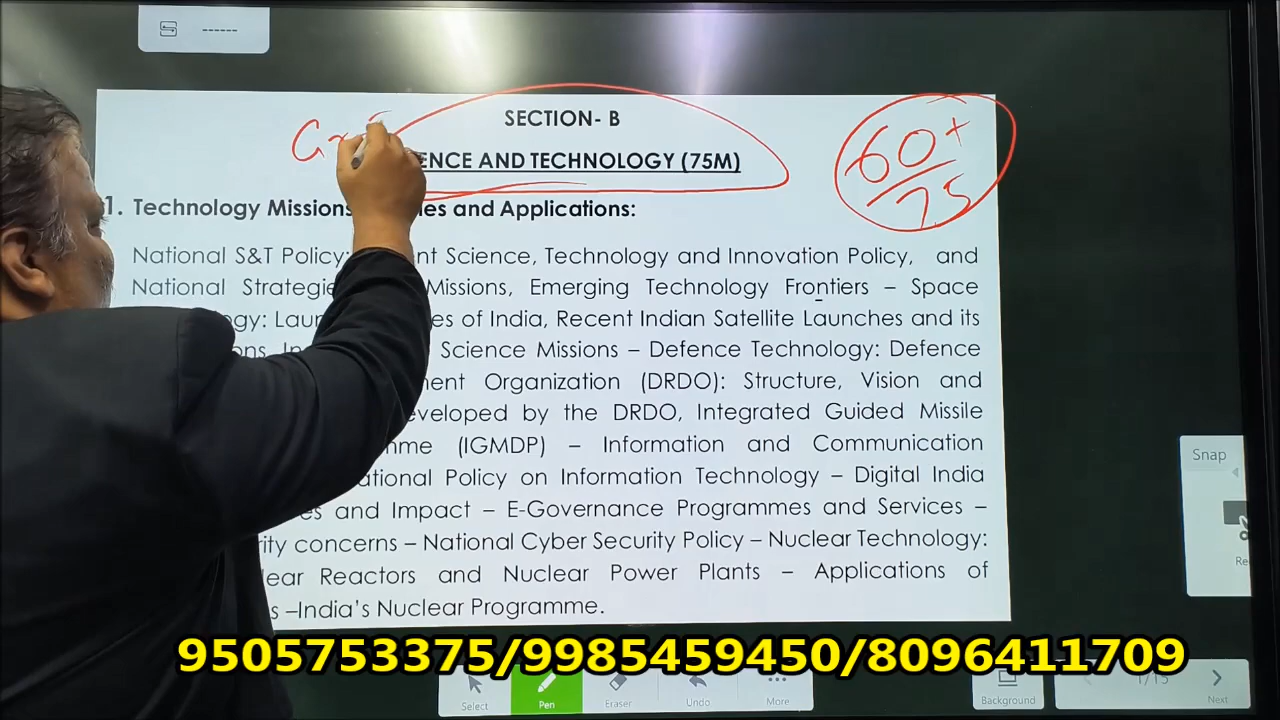 ------
SECTION- B
ENCE AND TECHNOLOGY (75M)
60+
75
1. Technology Missions and Applications:
National S&T Policy: nt Science, Technology and Innovation Policy, and
National Strategie Missions, Emerging Technology Frontiers – Space
gy: Laun es of India, Recent Indian Satellite Launches and its
ons, In Science Missions – Defence Technology: Defence
ment Organization (DRDO): Structure, Vision and
eveloped by the DRDO, Integrated Guided Missile
mme (IGMDP) – Information and Communication
ational Policy on Information Technology – Digital India
es and Impact – E-Governance Programmes and Services –
rity concerns – National Cyber Security Policy – Nuclear Technology:
lear Reactors and Nuclear Power Plants – Applications of
s –India's Nuclear Programme.
Snap
Re
9505753375/9985459450/8096411709
Select Pen Eraser Undo More Background 1/15 Next